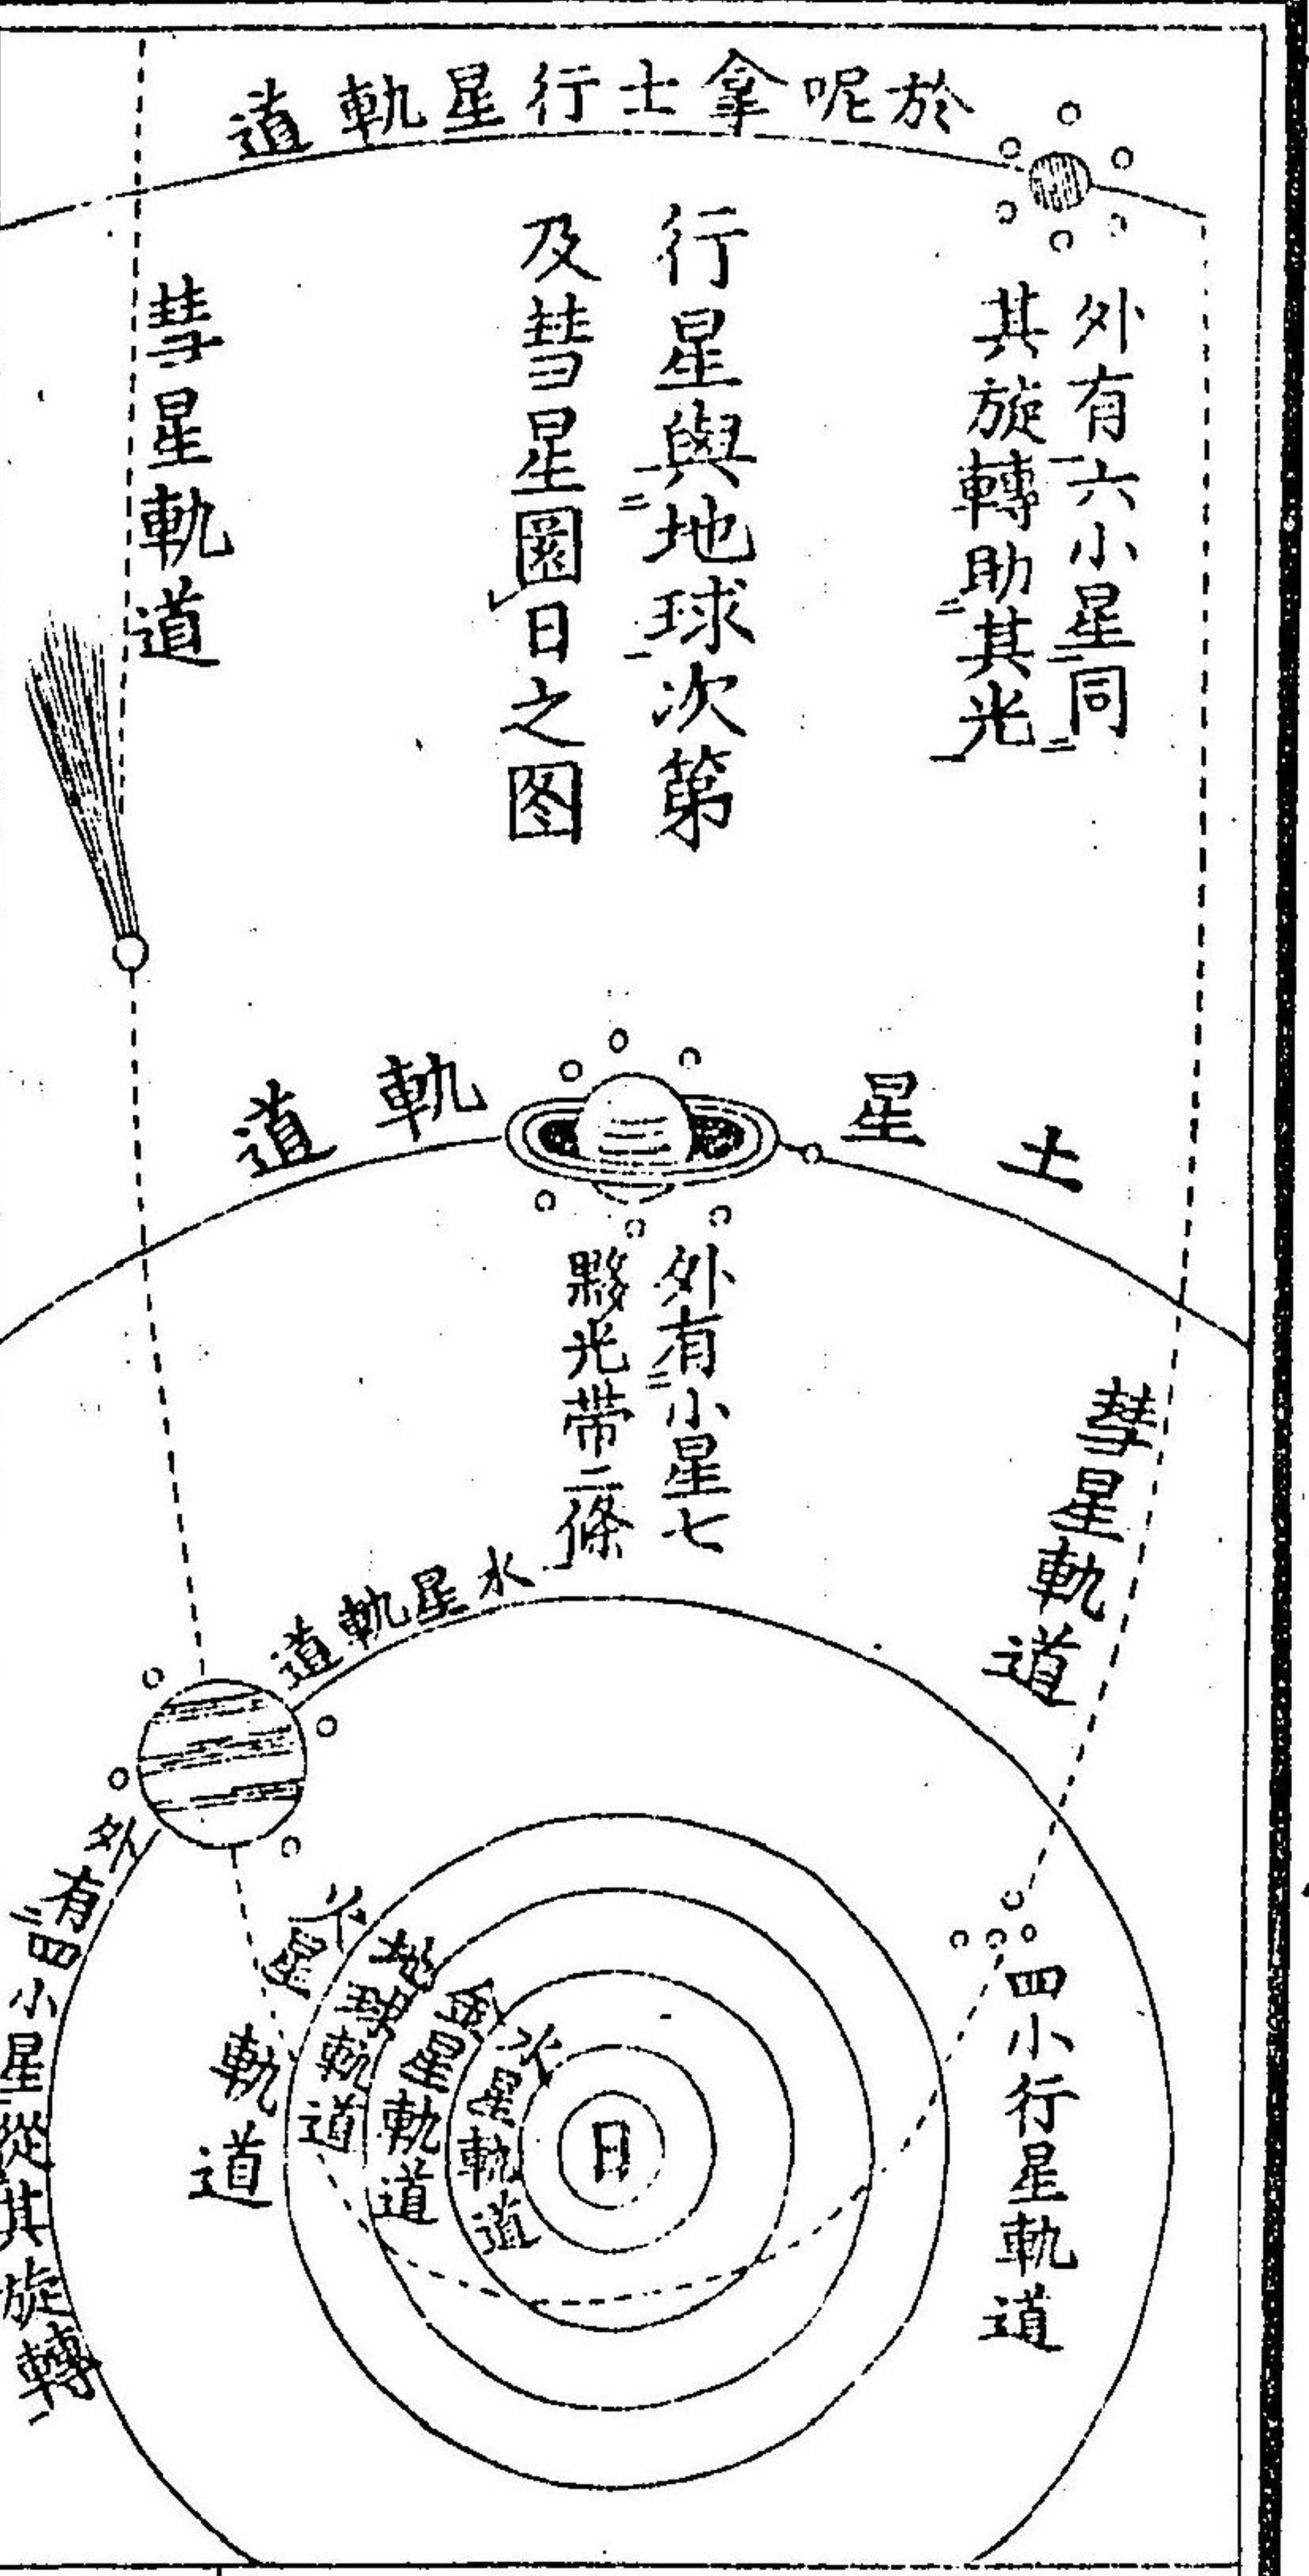 於呢拿士行星軌道
外有六小星同
其旋轉助其光
行星與地球次第
及彗星圜日之图
彗星軌道
土星軌道
外有小星七
夥光帶二條
彗星軌道
水星軌道
外有四小星從其旋轉
四小行星軌道
火星軌道
地球軌道
金星軌道
水星軌道
日